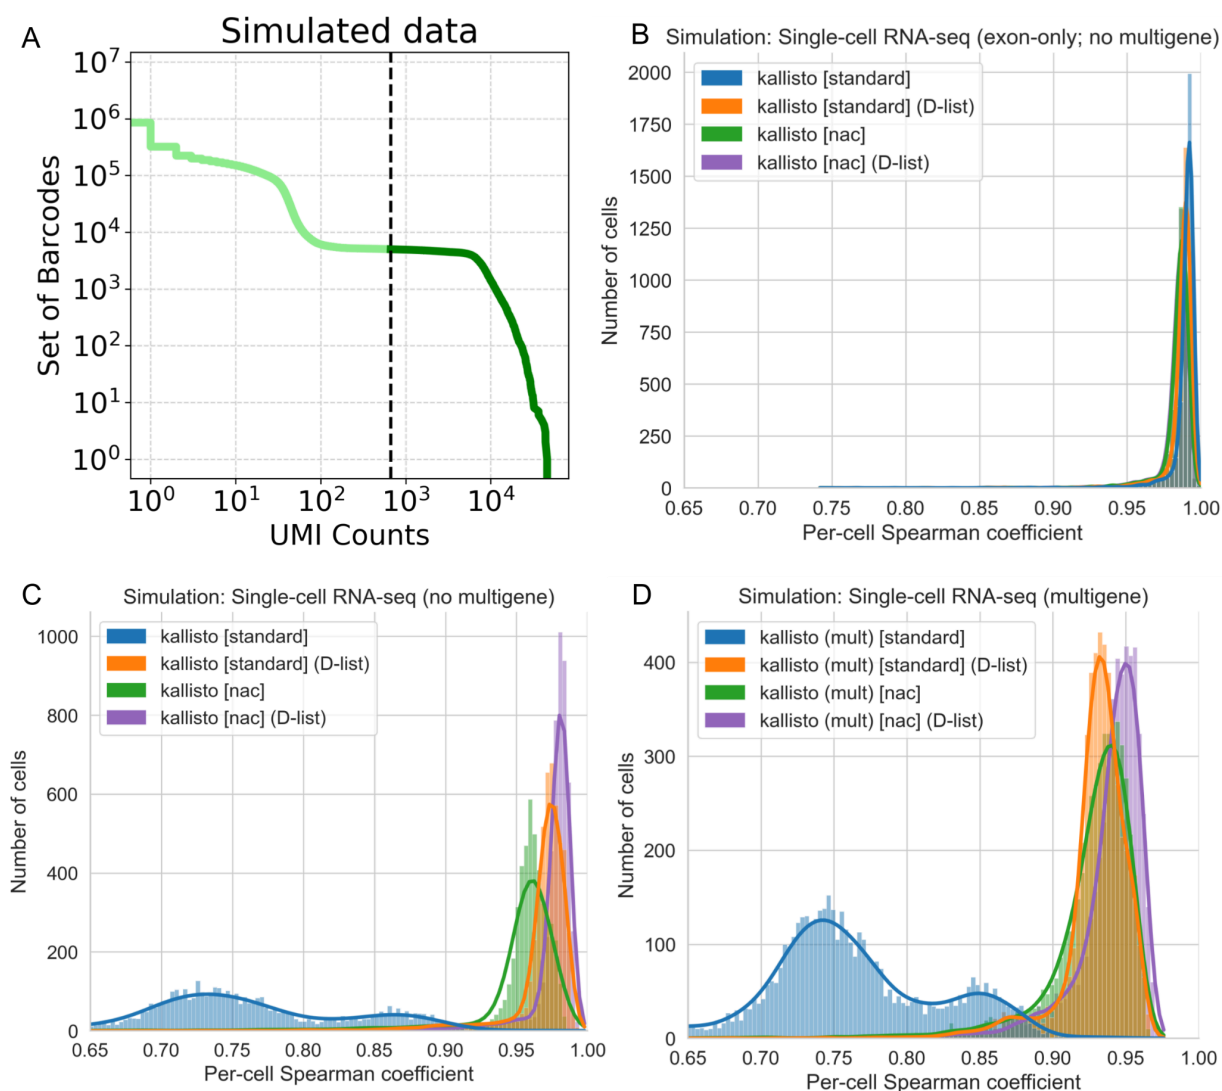 A
Simulated data
10^7
10^6
10^5
10^4
10^3
10^2
10^1
10^0
Set of Barcodes
10^0 10^1 10^2 10^3 10^4
UMI Counts
B
Simulation: Single-cell RNA-seq (exon-only; no multigene)
kallisto [standard]
kallisto [standard] (D-list)
kallisto [nac]
kallisto [nac] (D-list)
2000
1750
1500
1250
1000
750
500
250
0
Number of cells
0.65 0.70 0.75 0.80 0.85 0.90 0.95 1.00
Per-cell Spearman coefficient
C
Simulation: Single-cell RNA-seq (no multigene)
kallisto [standard]
kallisto [standard] (D-list)
kallisto [nac]
kallisto [nac] (D-list)
1000
800
600
400
200
0
Number of cells
0.65 0.70 0.75 0.80 0.85 0.90 0.95 1.00
Per-cell Spearman coefficient
D
Simulation: Single-cell RNA-seq (multigene)
kallisto (mult) [standard]
kallisto (mult) [standard] (D-list)
kallisto (mult) [nac]
kallisto (mult) [nac] (D-list)
400
300
200
100
0
Number of cells
0.65 0.70 0.75 0.80 0.85 0.90 0.95 1.00
Per-cell Spearman coefficient